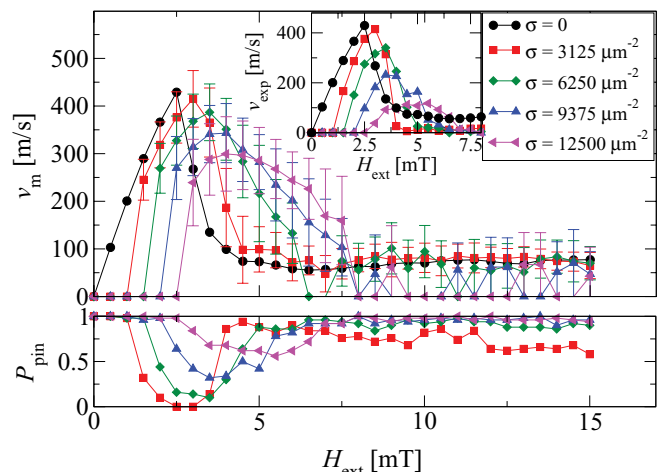 600
500
400
300
200
100
0
v_m [m/s]
400
200
0
v_exp [m/s]
0 2.5 5 7.5
H_ext [mT]
σ = 0
σ = 3125 μm⁻²
σ = 6250 μm⁻²
σ = 9375 μm⁻²
σ = 12500 μm⁻²
1
0.5
0
P_pin
0 5 10 15
H_ext [mT]